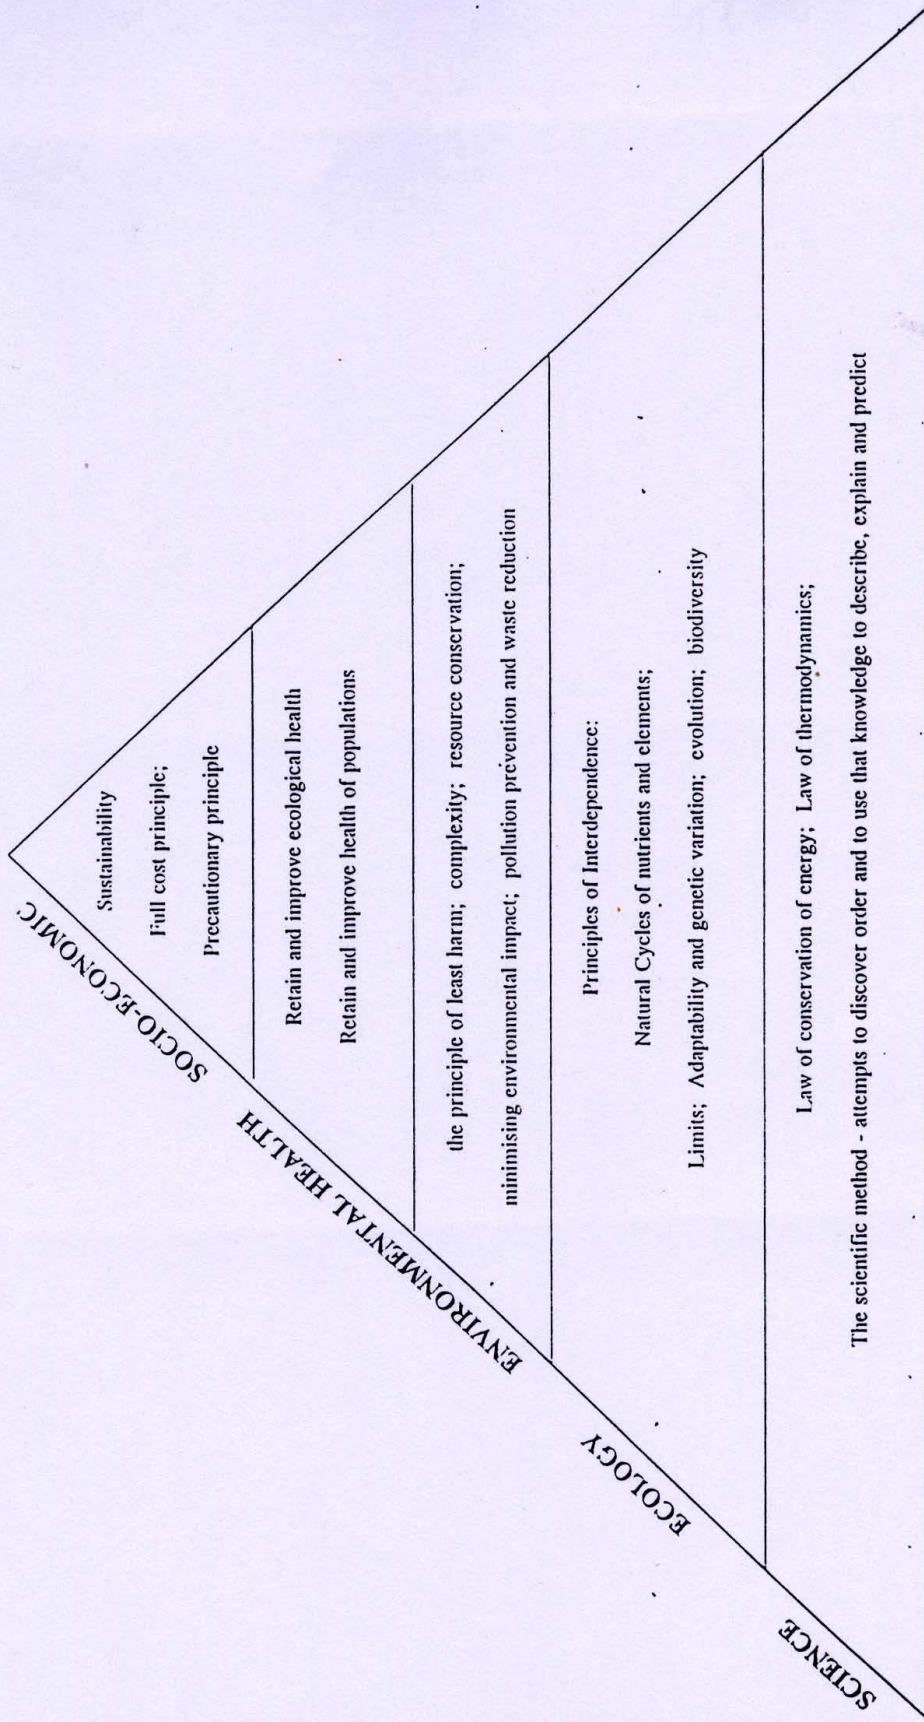 SOCIO-ECONOMIC
Sustainability
Full cost principle;
Precautionary principle
ENVIRONMENTAL HEALTH
Retain and improve ecological health
Retain and improve health of populations
the principle of least harm; complexity; resource conservation;
minimising environmental impact; pollution prevention and waste reduction
ECOLOGY
Principles of Interdependence:
Natural Cycles of nutrients and elements;
Limits; Adaptability and genetic variation; evolution; biodiversity
SCIENCE
Law of conservation of energy; Law of thermodynamics;
The scientific method - attempts to discover order and to use that knowledge to describe, explain and predict